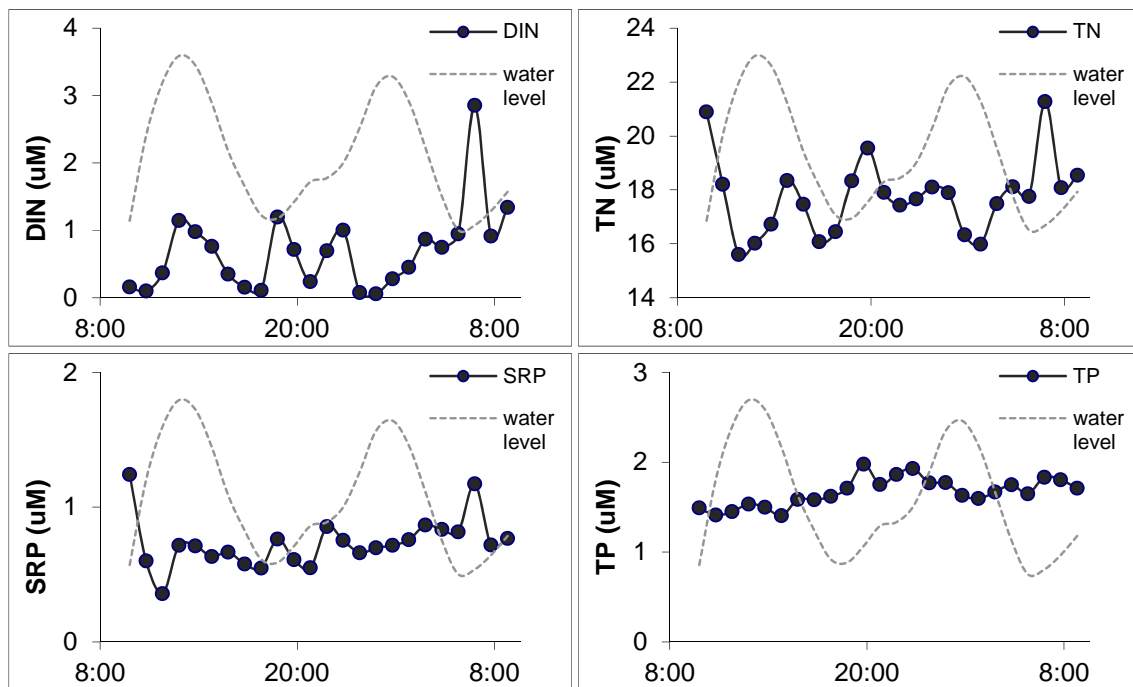 4
3
2
1
0
DIN (uM)
DIN
water
level
8:00 20:00 8:00
24
22
20
18
16
14
TN (uM)
TN
water
level
8:00 20:00 8:00
2
1
0
SRP (uM)
SRP
water
level
8:00 20:00 8:00
3
2
1
0
TP (uM)
TP
water
level
8:00 20:00 8:00